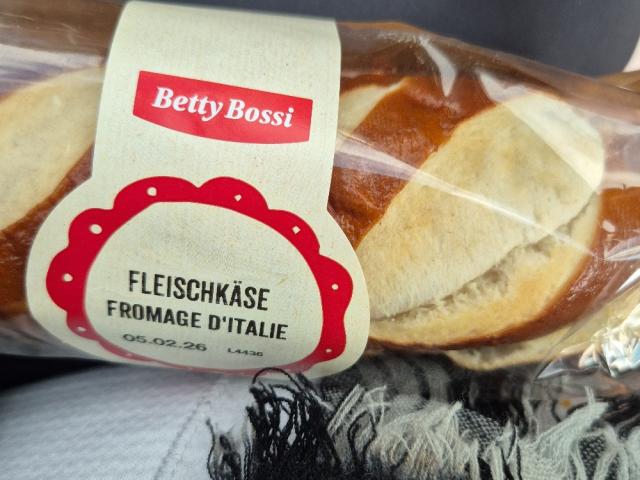 Betty Bossi
FLEISCHKÄSE
FROMAGE D'ITALIE
05.02.26 L4436